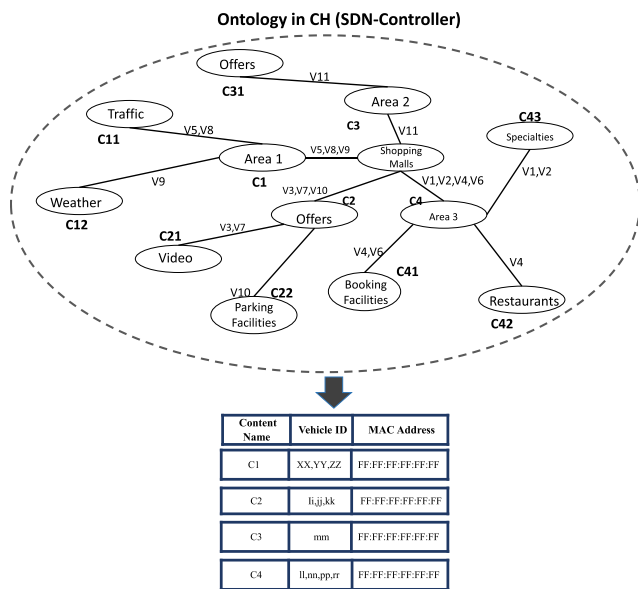 Ontology in CH (SDN-Controller)
Offers
V11
C31
Area 2
Traffic
C3
C43
V5,V8
V11
Specialties
C11
Area 1
V5,V8,V9
Shopping
Malls
V1,V2
V9
C1
V1,V2,V4,V6
Weather
V3,V7,V10
C2
C4
C12
Offers
Area 3
C21
V3,V7
V4,V6
Video
V4
C41
V10
C22
Booking
Facilities
Parking
Facilities
Restaurants
C42
Content
Name
Vehicle ID
MAC Address
C1
XX,YY,ZZ
FF:FF:FF:FF:FF:FF
C2
Ii,jj,kk
FF:FF:FF:FF:FF:FF
C3
mm
FF:FF:FF:FF:FF:FF
C4
ll,nn,pp,rr
FF:FF:FF:FF:FF:FF